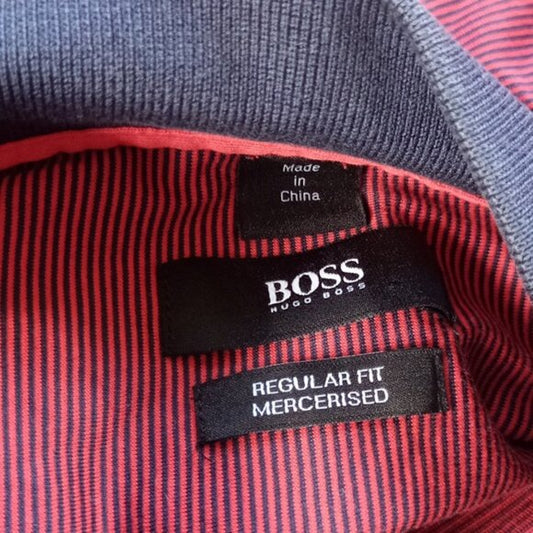 Made
in
China
BOSS
HUGO BOSS
REGULAR FIT
MERCERISED